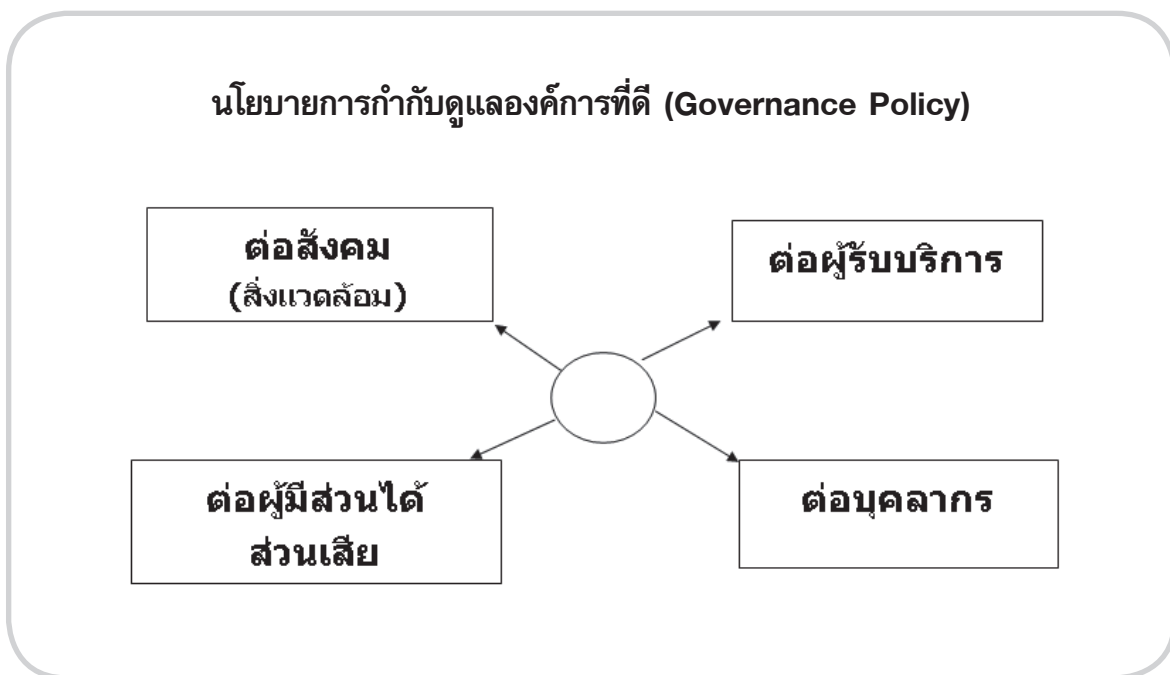 นโยบายการกำกับดูแลองค์การที่ดี (Governance Policy)
ต่อสังคม
(สิ่งแวดล้อม)
ต่อผู้รับบริการ
ต่อผู้มีส่วนได้
ส่วนเสีย
ต่อบุคลากร